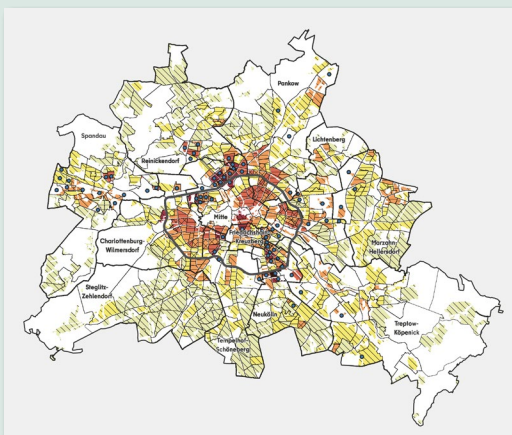 Pankow
Spandau
Lichtenberg
Reinickendorf
Mitte
Friedrichshain-
Kreuzberg
Charlottenburg-
Wilmersdorf
Marzahn-
Hellersdorf
Steglitz-
Zehlendorf
Neukölln
Treptow-
Köpenick
Tempelhof-
Schöneberg